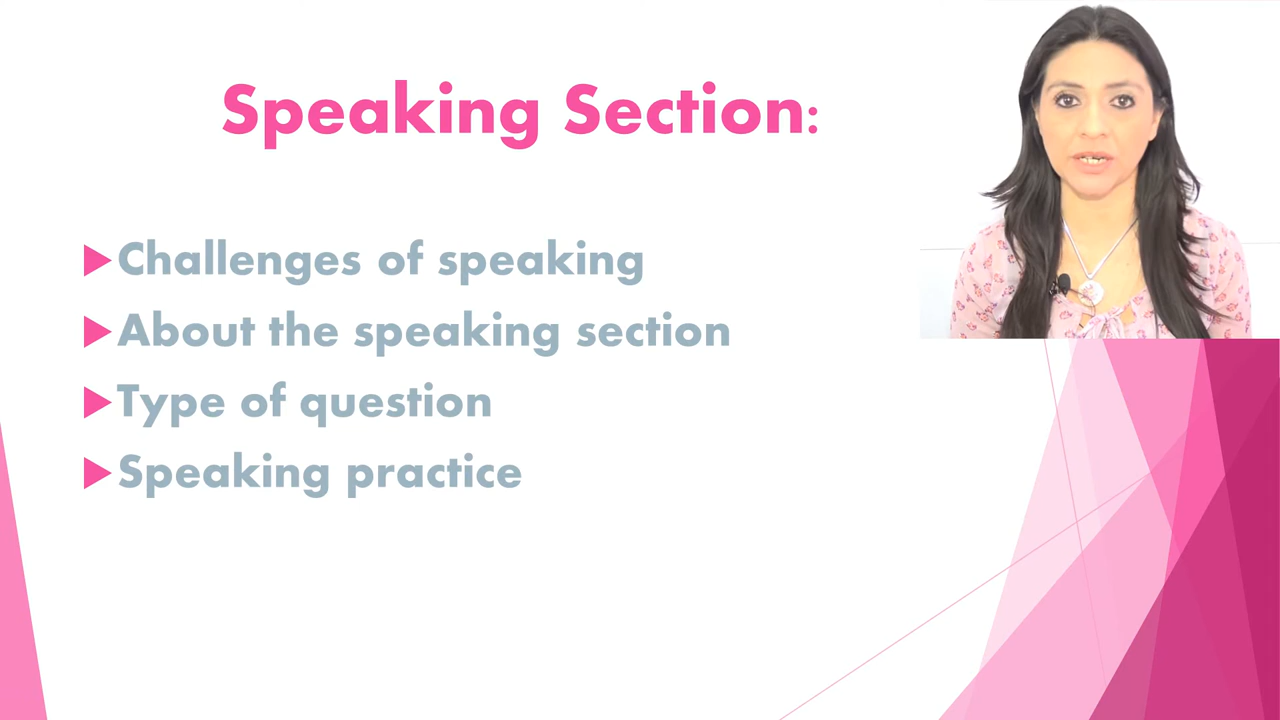 Speaking Section:
Challenges of speaking
About the speaking section
Type of question
Speaking practice